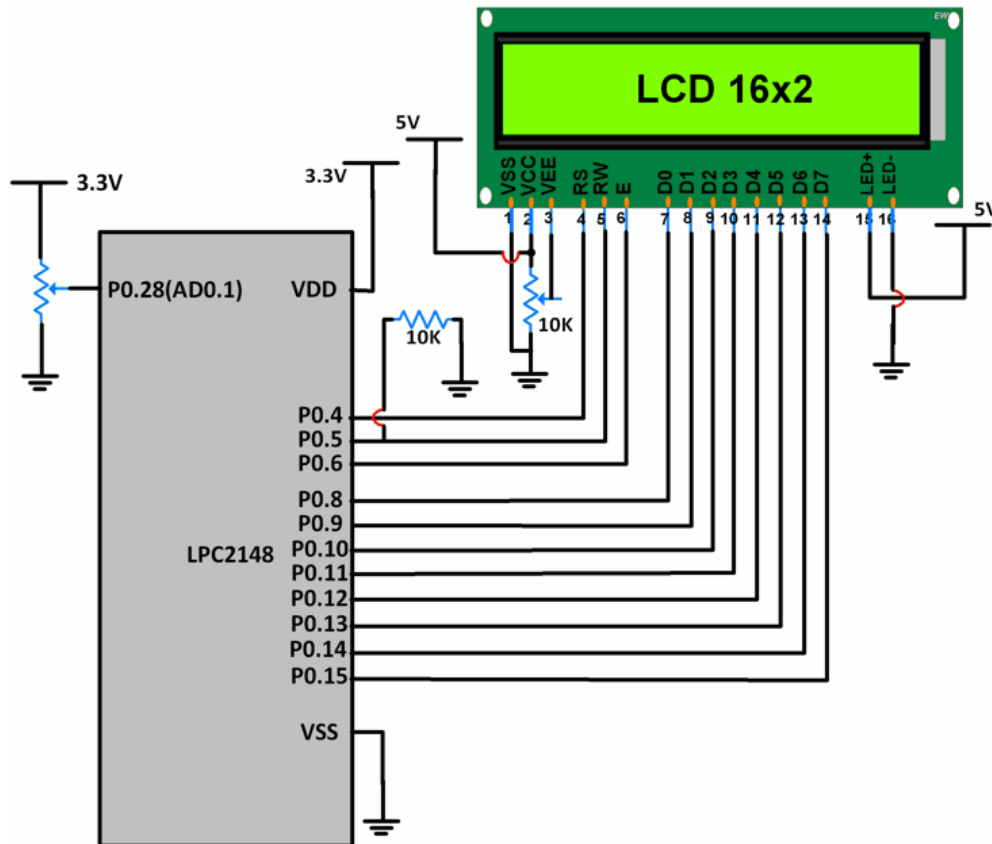 EW
LCD 16x2
5V
3.3V
3.3V
VSS VCC VEE RS RW E D0 D1 D2 D3 D4 D5 D6 D7 LED+ LED-
1 2 3 4 5 6 7 8 9 10 11 12 13 14 15 16
5V
P0.28(AD0.1)
VDD
10K
10K
P0.4
P0.5
P0.6
P0.8
P0.9
P0.10
LPC2148
P0.11
P0.12
P0.13
P0.14
P0.15
VSS